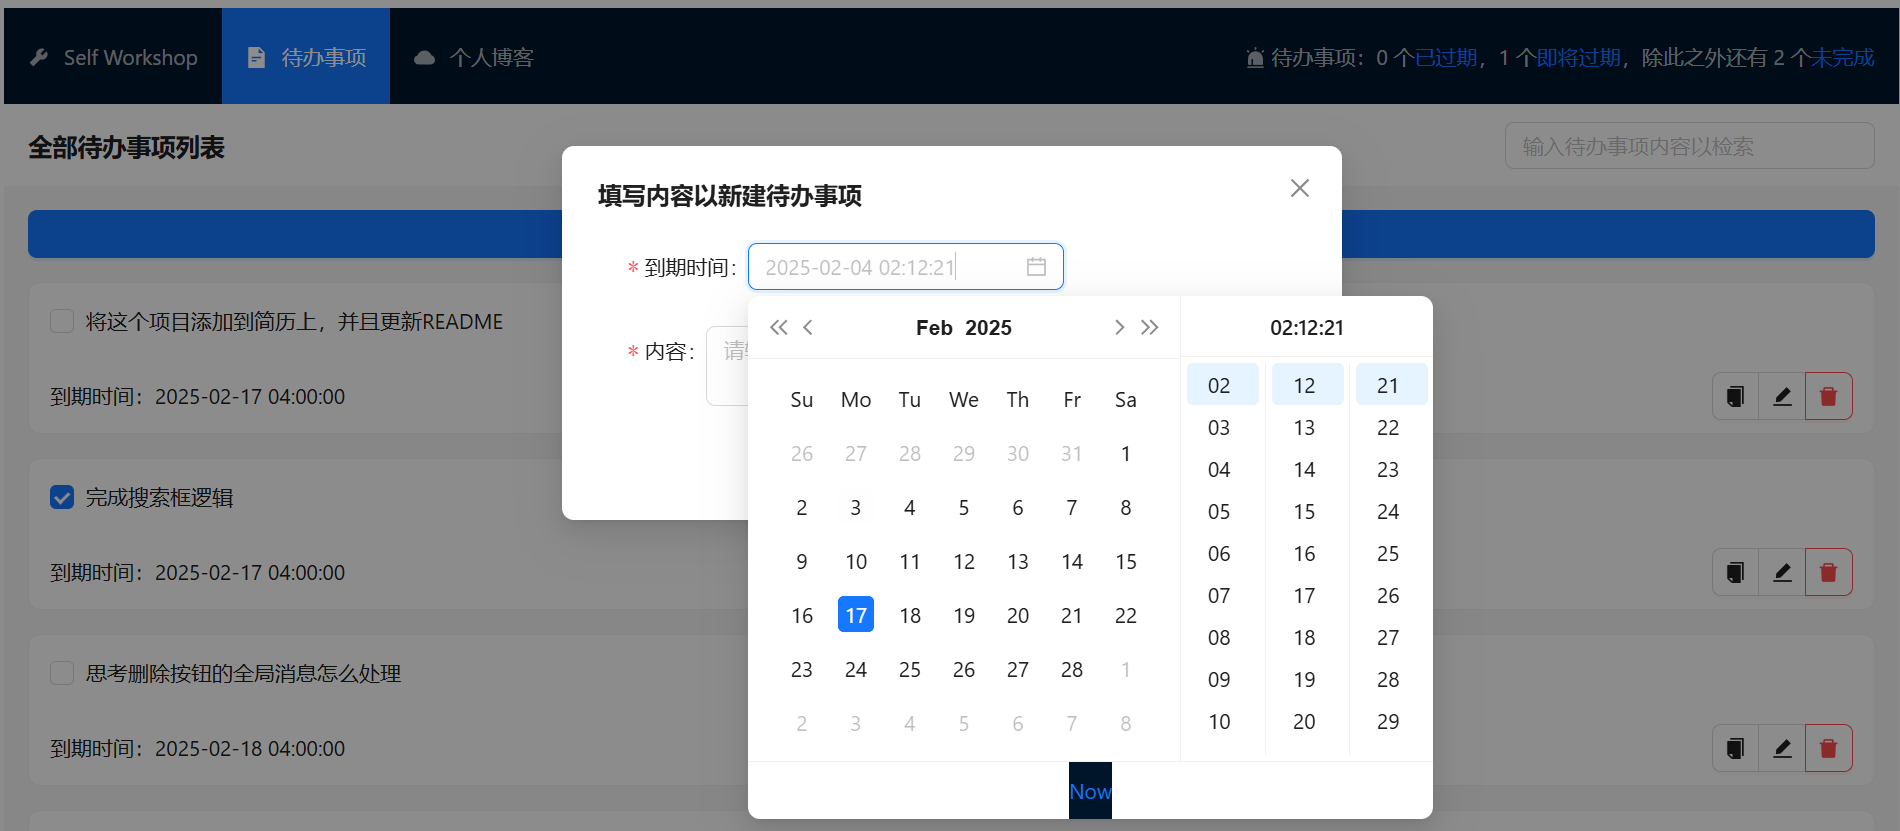 Self Workshop 待办事项 个人博客 待办事项：0 个已过期，1 个即将过期，除此之外还有 2 个未完成
全部待办事项列表 输入待办事项内容以检索
填写内容以新建待办事项
* 到期时间： 2025-02-04 02:12:21
* 内容： 请
Feb 2025 02:12:21
Su Mo Tu We Th Fr Sa
26 27 28 29 30 31 1
2 3 4 5 6 7 8
9 10 11 12 13 14 15
16 17 18 19 20 21 22
23 24 25 26 27 28 1
2 3 4 5 6 7 8
02 12 21
03 13 22
04 14 23
05 15 24
06 16 25
07 17 26
08 18 27
09 19 28
10 20 29
Now
将这个项目添加到简历上，并且更新README
到期时间：2025-02-17 04:00:00
完成搜索框逻辑
到期时间：2025-02-17 04:00:00
思考删除按钮的全局消息怎么处理
到期时间：2025-02-18 04:00:00